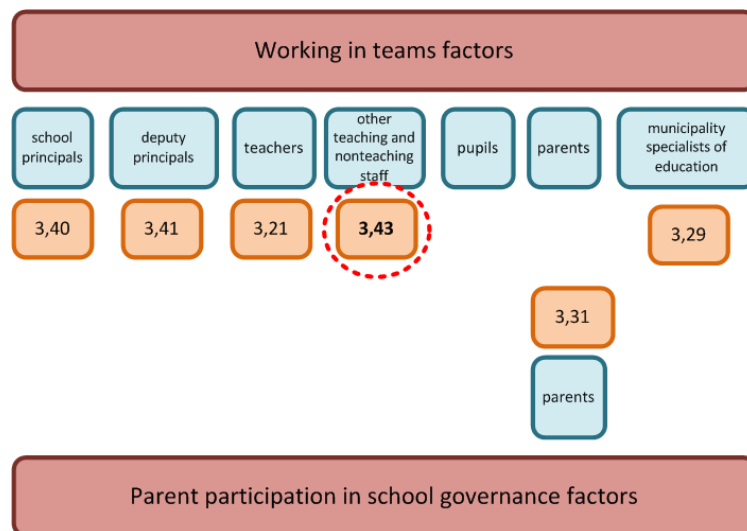 Working in teams factors
school
principals
deputy
principals
teachers
other
teaching and
nonteaching
staff
pupils
parents
municipality
specialists of
education
3,40
3,41
3,21
3,43
3,29
3,31
parents
Parent participation in school governance factors